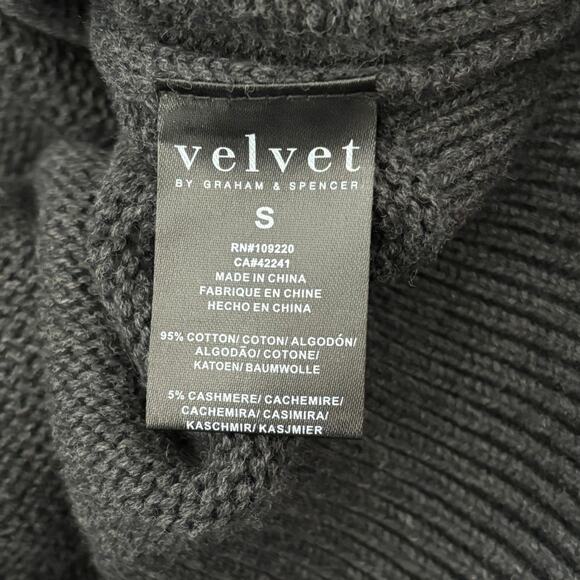 velvet
BY GRAHAM & SPENCER
S
RN#109220
CA#42241
MADE IN CHINA
FABRIQUE EN CHINE
HECHO EN CHINA
95% COTTON/ COTON/ ALGODÓN/
ALGODÃO/ COTONE/
KATOEN/ BAUMWOLLE
5% CASHMERE/ CACHEMIRE/
CACHEMIRA/ CASIMIRA/
KASCHMIR/ KASJMIER